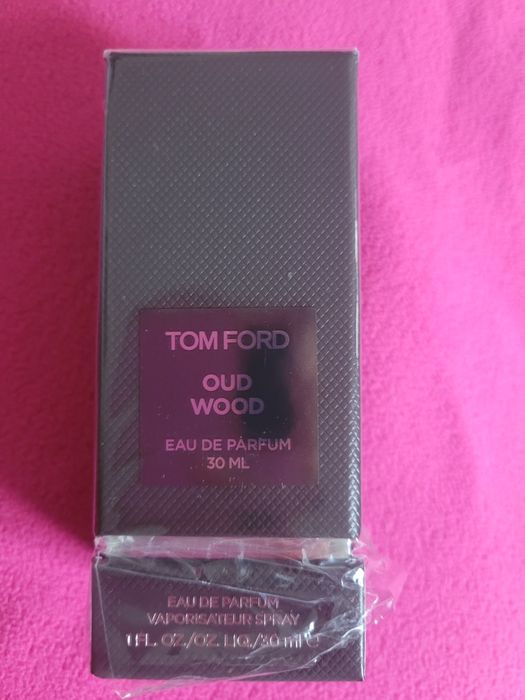 TOM FORD
OUD
WOOD
EAU DE PARFUM
30 ML
EAU DE PARFUM
VAPORISATEUR SPRAY
1 FL. OZ./OZ. LIQ./30 ml ℮